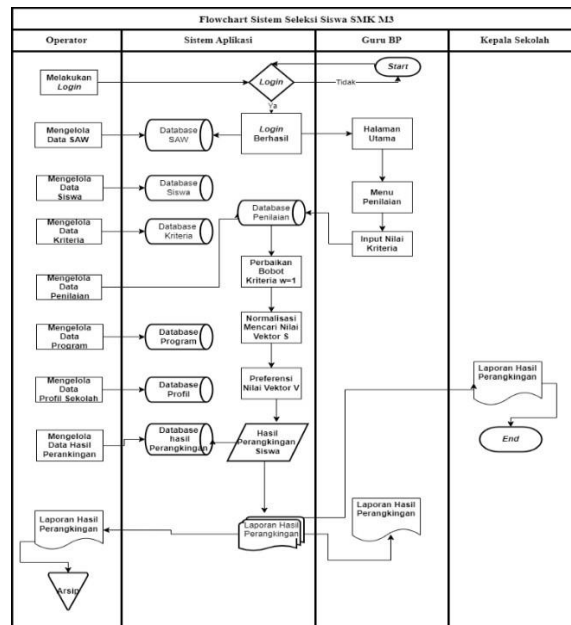 Flowchart Sistem Seleksi Siswa SMK M3
Operator
Sistem Aplikasi
Guru BP
Kepala Sekolah
Start
Melakukan
Login
Login
Tidak
Ya
Mengelola
Data SAW
Database
SAW
Login
Berhasil
Halaman
Utama
Mengelola
Data
Siswa
Database
Siswa
Menu
Penilaian
Mengelola
Data
Kriteria
Database
Kriteria
Database
Penilaian
Input Nilai
Kriteria
Mengelola
Data
Penilaian
Perbaikan
Bobot
Kriteria w=1
Mengelola
Data
Program
Database
Program
Normalisasi
Mencari Nilai
Vektor S
Mengelola
Data
Profil Sekolah
Database
Profil
Preferensi
Nilai Vektor V
Laporan Hasil
Perangkingan
Mengelola
Data Hasil
Perankingan
Database
hasil
Perangkingan
Hasil
Perangkingan
Siswa
End
Laporan Hasil
Perangkingan
Laporan Hasil
Perangkingan
Laporan Hasil
Perangkingan
Arsip